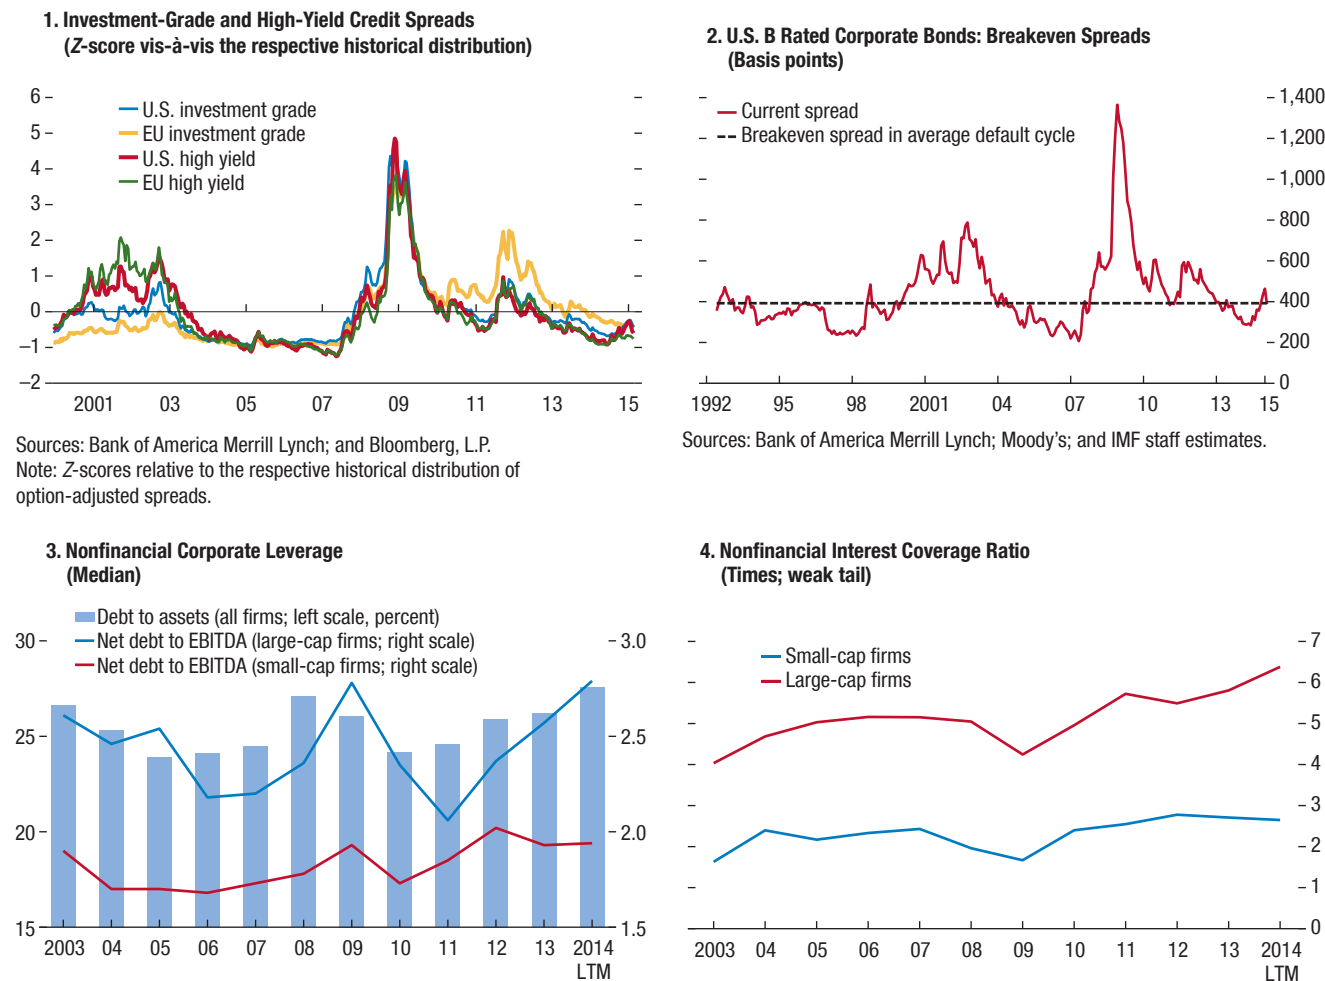 1. Investment-Grade and High-Yield Credit Spreads
(Z-score vis-à-vis the respective historical distribution)
6
5
4
3
2
1
0
–1
–2
U.S. investment grade
EU investment grade
U.S. high yield
EU high yield
2001 03 05 07 09 11 13 15
Sources: Bank of America Merrill Lynch; and Bloomberg, L.P.
Note: Z-scores relative to the respective historical distribution of
option-adjusted spreads.
2. U.S. B Rated Corporate Bonds: Breakeven Spreads
(Basis points)
Current spread
Breakeven spread in average default cycle
1,400
1,200
1,000
800
600
400
200
0
1992 95 98 2001 04 07 10 13 15
Sources: Bank of America Merrill Lynch; Moody's; and IMF staff estimates.
3. Nonfinancial Corporate Leverage
(Median)
Debt to assets (all firms; left scale, percent)
Net debt to EBITDA (large-cap firms; right scale)
Net debt to EBITDA (small-cap firms; right scale)
30
25
20
15
3.0
2.5
2.0
1.5
2003 04 05 06 07 08 09 10 11 12 13 2014
LTM
4. Nonfinancial Interest Coverage Ratio
(Times; weak tail)
Small-cap firms
Large-cap firms
7
6
5
4
3
2
1
0
2003 04 05 06 07 08 09 10 11 12 13 2014
LTM